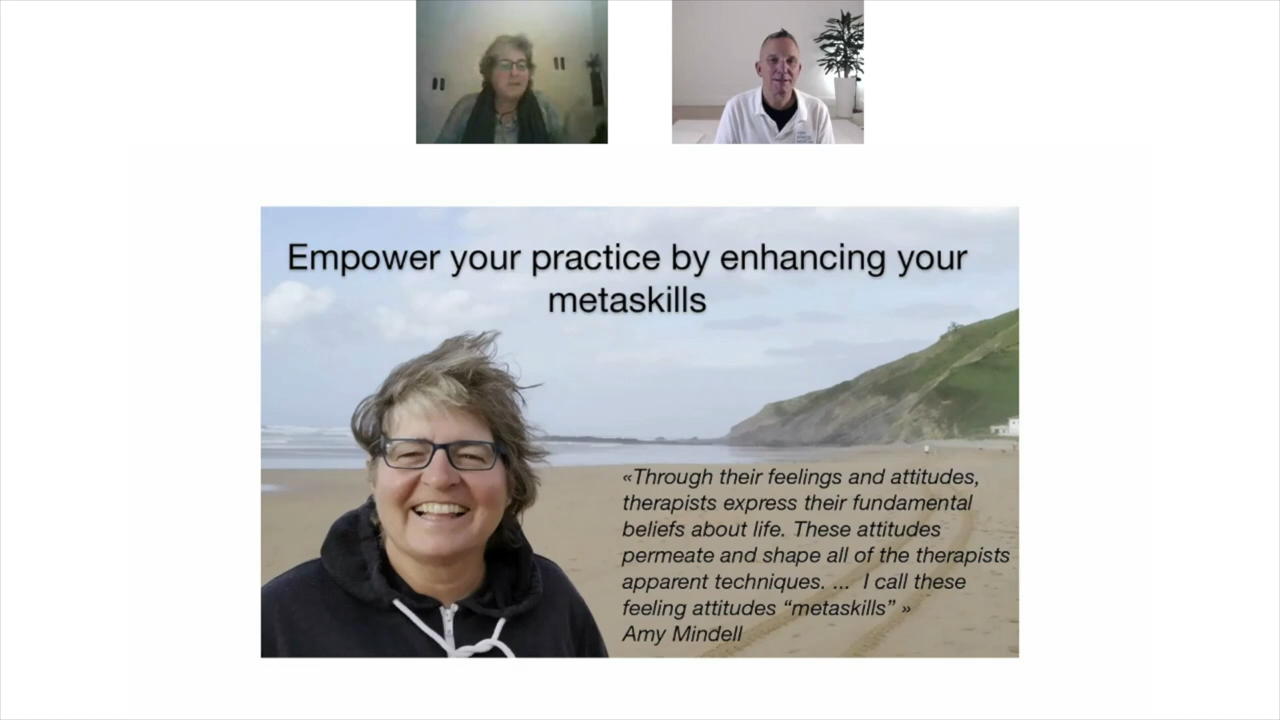 Empower your practice by enhancing your
metaskills
«Through their feelings and attitudes,
therapists express their fundamental
beliefs about life. These attitudes
permeate and shape all of the therapists
apparent techniques. ... I call these
feeling attitudes “metaskills” »
Amy Mindell